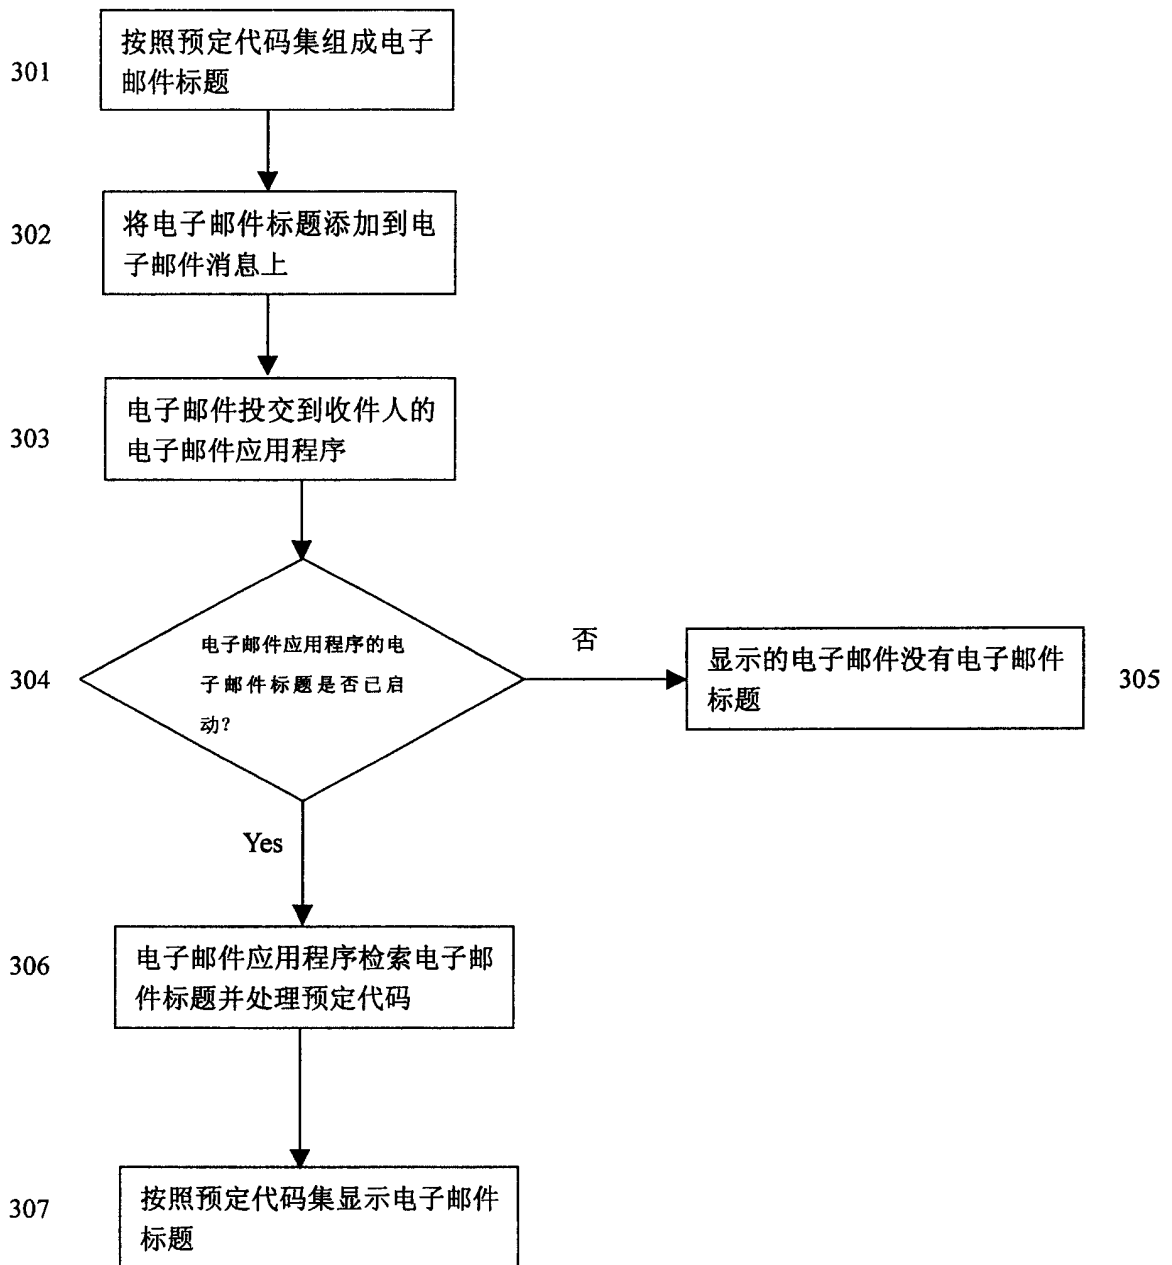 301
按照预定代码集组成电子
邮件标题
302
将电子邮件标题添加到电
子邮件消息上
303
电子邮件投交到收件人的
电子邮件应用程序
304
电子邮件应用程序的电
子邮件标题是否已启
动?
否
显示的电子邮件没有电子邮件
标题
305
Yes
306
电子邮件应用程序检索电子邮
件标题并处理预定代码
307
按照预定代码集显示电子邮件
标题